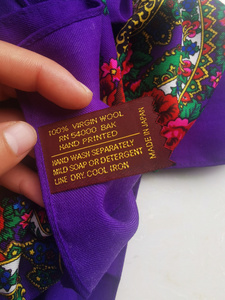 100% VIRGIN WOOL
RN 54000 BAK
HAND PRINTED
HAND WASH SEPARATELY
MILD SOAP OR DETERGENT
LINE DRY, COOL IRON
MADE IN JAPAN